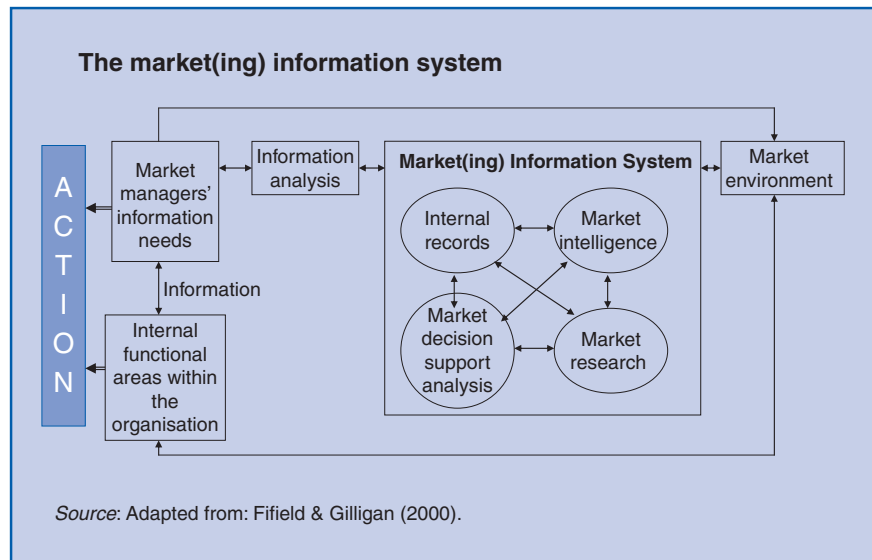 The market(ing) information system
A
C
T
I
O
N
Market
managers'
information
needs
Information
analysis
Market(ing) Information System
Internal
records
Market
intelligence
Market
decision
support
analysis
Market
research
Market
environment
Information
Internal
functional
areas within
the
organisation
Source: Adapted from: Fifield & Gilligan (2000).